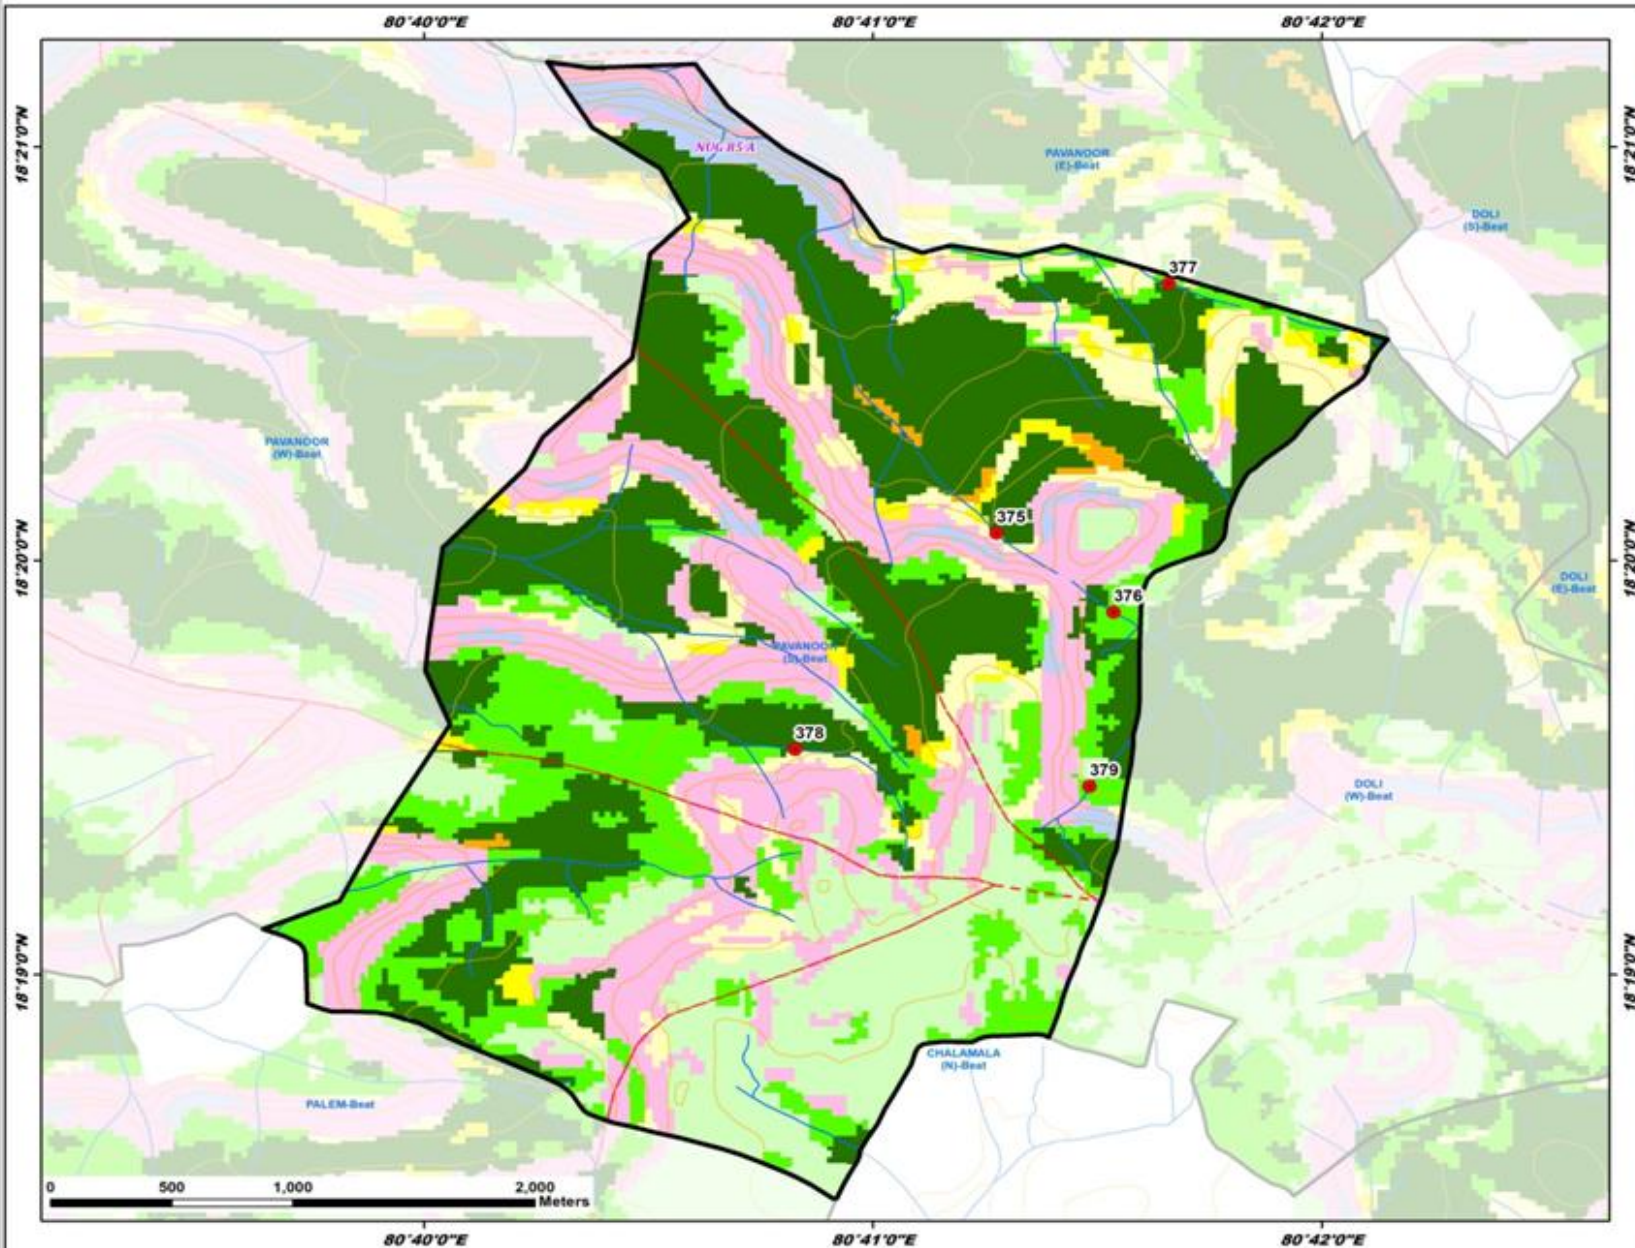 80°40'0"E 80°41'0"E 80°42'0"E
18°21'0"N 18°21'0"N
NUG 85 A
PAVANOOR
(E)-Beat
DOLI
(S)-Beat
377
PAVANOOR
(W)-Beat
375
18°20'0"N 18°20'0"N
DOLI
(E)-Beat
376
PAVANOOR
(S)-Beat
378
379
DOLI
(W)-Beat
18°19'0"N 18°19'0"N
CHALAMALA
(N)-Beat
PALEM-Beat
0 500 1,000 2,000
Meters
80°40'0"E 80°41'0"E 80°42'0"E